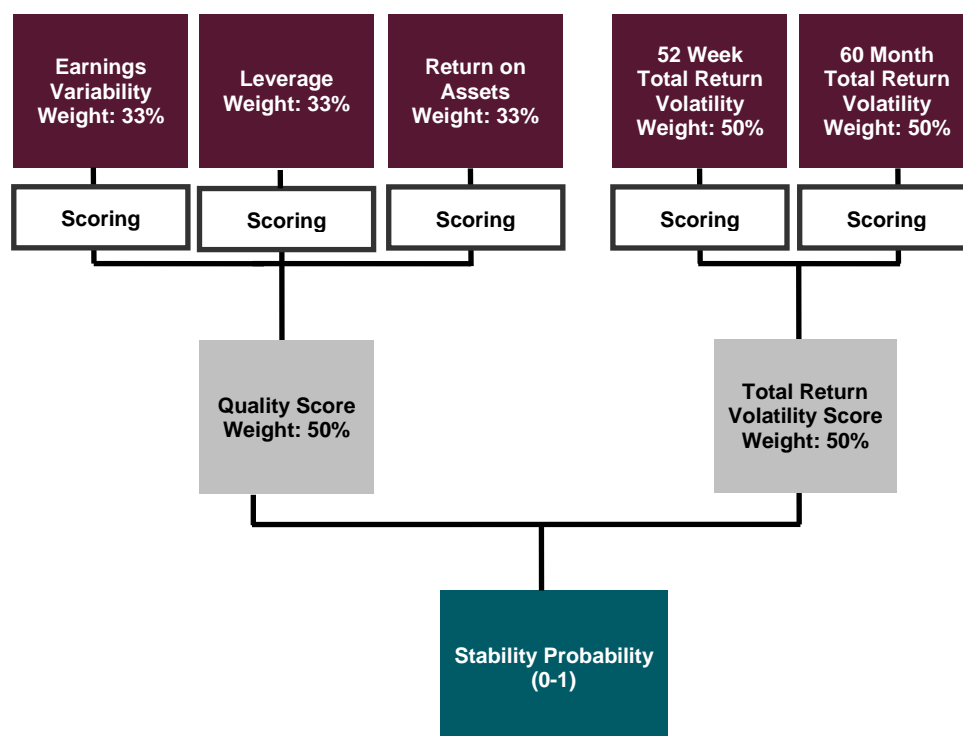 Earnings
Variability
Weight: 33%
Leverage
Weight: 33%
Return on
Assets
Weight: 33%
52 Week
Total Return
Volatility
Weight: 50%
60 Month
Total Return
Volatility
Weight: 50%
Scoring
Scoring
Scoring
Scoring
Scoring
Quality Score
Weight: 50%
Total Return
Volatility Score
Weight: 50%
Stability Probability
(0-1)